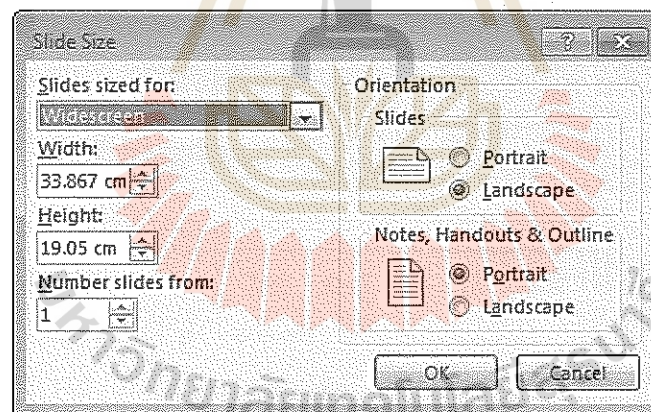 Slide Size
Slides sized for:
Widescreen
Width:
33.867 cm
Height:
19.05 cm
Number slides from:
1
Orientation
Slides
Portrait
Landscape
Notes, Handouts & Outline
Portrait
Landscape
OK
Cancel